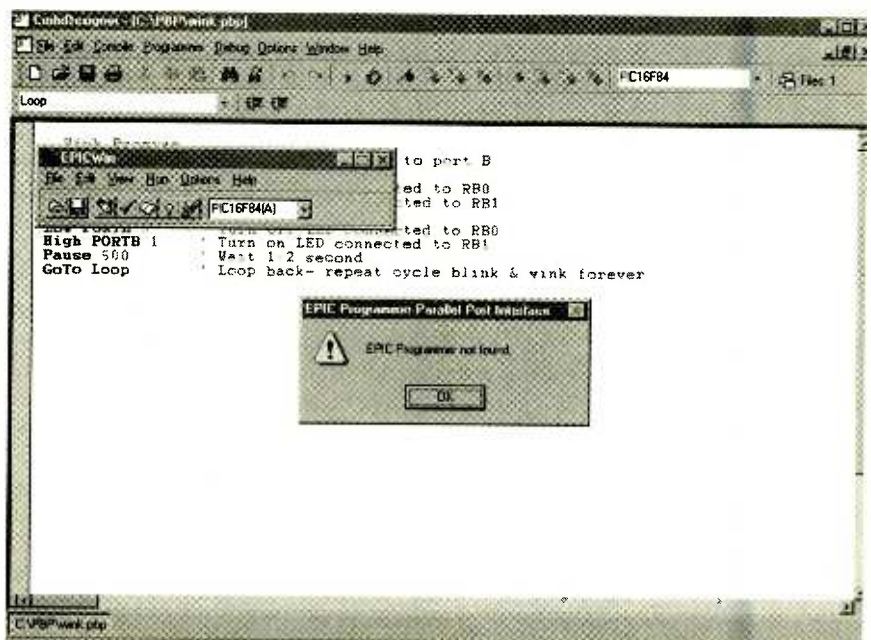 CodeDesigner - [C:\PBP\wink.pbp]
File Edit Compile Programmer Debug Options Window Help
PIC16F84
Files: 1
Loop
to port B
EPICWin
File Edit View Run Options Help
ted to RB0
ted to RB1
PIC16F84(A)
ted to RB0
High PORTB 1 ' Turn on LED connected to RB1
Pause 500 ' Wait 1 2 second
GoTo Loop ' Loop back- repeat cycle blink & wink forever
EPIC Programmer Parallel Port Interface
EPIC Programmer not found.
OK
C:\PBP\wink.pbp